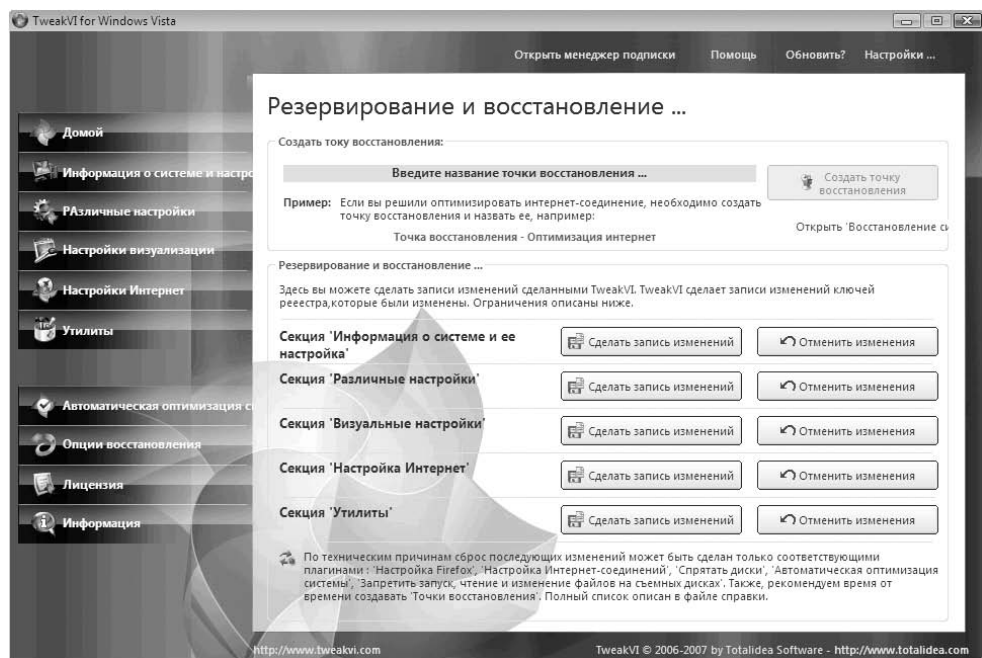 TweakVI for Windows Vista
Открыть менеджер подписки Помощь Обновить? Настройки ...
Домой
Информация о системе и настро
РАзличные настройки
Настройки визуализации
Настройки Интернет
Утилиты
Автоматическая оптимизация с
Опции восстановления
Лицензия
Информация
Резервирование и восстановление ...
Создать току восстановления:
Введите название точки восстановления ...
Создать точку
восстановления
Пример: Если вы решили оптимизировать интернет-соединение, необходимо создать
точку восстановления и назвать ее, например:
Точка восстановления - Оптимизация интернет
Открыть 'Восстановление си
Резервирование и восстановление ...
Здесь вы можете сделать записи изменений сделанными TweakVI. TweakVI сделает записи изменений ключей
рееестра,которые были изменены. Ограничения описаны ниже.
Секция 'Информация о системе и ее
настройка'
Сделать запись изменений Отменить изменения
Секция 'Различные настройки'
Сделать запись изменений Отменить изменения
Секция 'Визуальные настройки'
Сделать запись изменений Отменить изменения
Секция 'Настройка Интернет'
Сделать запись изменений Отменить изменения
Секция 'Утилиты'
Сделать запись изменений Отменить изменения
По техническим причинам сброс последующих изменений может быть сделан только соответствующими
плагинами : 'Настройка Firefox', 'Настройка Интернет-соединений', 'Спрятать диски', 'Автоматическая оптимизация
системы', 'Запретить запуск, чтение и изменение файлов на съемных дисках'. Также, рекомендуем время от
времени создавать 'Точки восстановления'. Полный список описан в файле справки.
http://www.tweakvi.com
TweakVI © 2006-2007 by Totalidea Software - http://www.totalidea.com